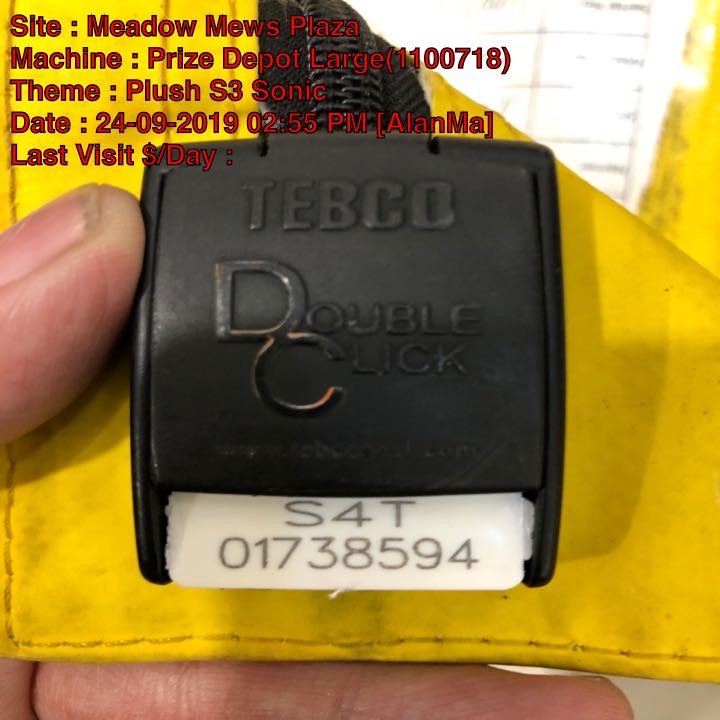 Site : Meadow Mews Plaza
Machine : Prize Depot Large(1100718)
Theme : Plush S3 Sonic
Date : 24-09-2019 02:55 PM [AlanMa]
Last Visit $/Day :
TEBCO
DOUBLE
CLICK
S4T
01738594